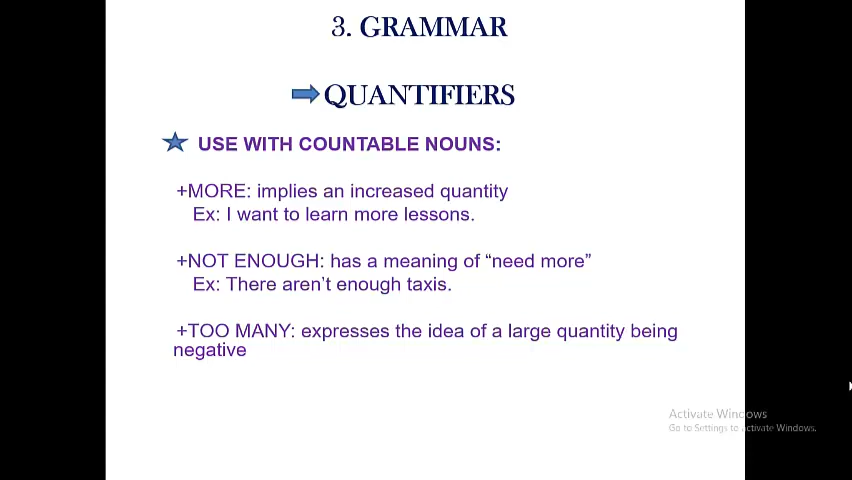 3. GRAMMAR
QUANTIFIERS
USE WITH COUNTABLE NOUNS:
+MORE: implies an increased quantity
Ex: I want to learn more lessons.
+NOT ENOUGH: has a meaning of “need more”
Ex: There aren’t enough taxis.
+TOO MANY: expresses the idea of a large quantity being
negative
Activate Windows
Go to Settings to Activate Windows.